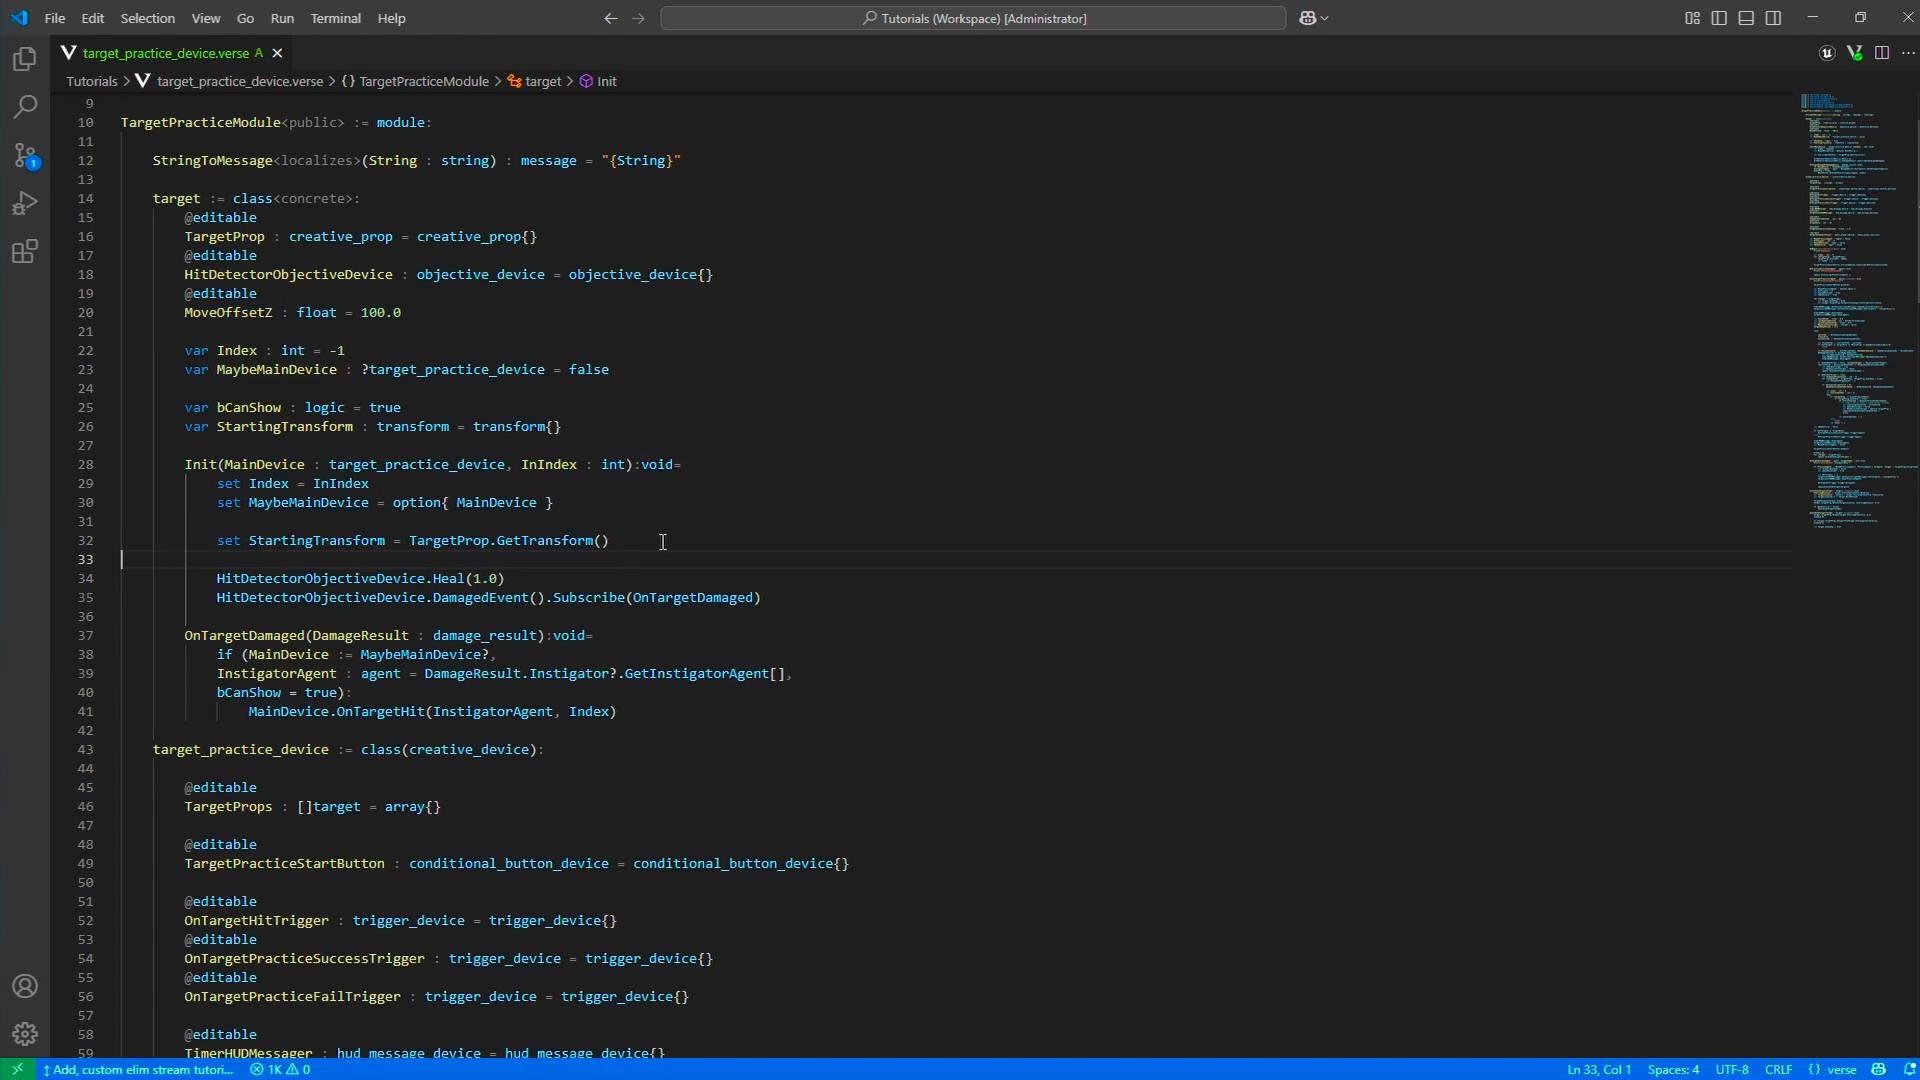 File Edit Selection View Go Run Terminal Help
Tutorials (Workspace) [Administrator]
target_practice_device.verse A
Tutorials > target_practice_device.verse > {} TargetPracticeModule > target > Init
9
10 TargetPracticeModule<public> := module:
11
12 StringToMessage<localizes>(String : string) : message = "{String}"
13
14 target := class<concrete>:
15 @editable
16 TargetProp : creative_prop = creative_prop{}
17 @editable
18 HitDetectorObjectiveDevice : objective_device = objective_device{}
19 @editable
20 MoveOffsetZ : float = 100.0
21
22 var Index : int = -1
23 var MaybeMainDevice : ?target_practice_device = false
24
25 var bCanShow : logic = true
26 var StartingTransform : transform = transform{}
27
28 Init(MainDevice : target_practice_device, InIndex : int):void=
29 set Index = InIndex
30 set MaybeMainDevice = option{ MainDevice }
31
32 set StartingTransform = TargetProp.GetTransform()
33
34 HitDetectorObjectiveDevice.Heal(1.0)
35 HitDetectorObjectiveDevice.DamagedEvent().Subscribe(OnTargetDamaged)
36
37 OnTargetDamaged(DamageResult : damage_result):void=
38 if (MainDevice := MaybeMainDevice?,
39 InstigatorAgent : agent = DamageResult.Instigator?.GetInstigatorAgent[],
40 bCanShow = true):
41 MainDevice.OnTargetHit(InstigatorAgent, Index)
42
43 target_practice_device := class(creative_device):
44
45 @editable
46 TargetProps : []target = array{}
47
48 @editable
49 TargetPracticeStartButton : conditional_button_device = conditional_button_device{}
50
51 @editable
52 OnTargetHitTrigger : trigger_device = trigger_device{}
53 @editable
54 OnTargetPracticeSuccessTrigger : trigger_device = trigger_device{}
55 @editable
56 OnTargetPracticeFailTrigger : trigger_device = trigger_device{}
57
58 @editable
59 TimerHUDMessager : hud_message_device = hud_message_device{}
1
Add, custom elim stream tutori... 1K 0 Ln 33, Col 1 Spaces: 4 UTF-8 CRLF {} verse